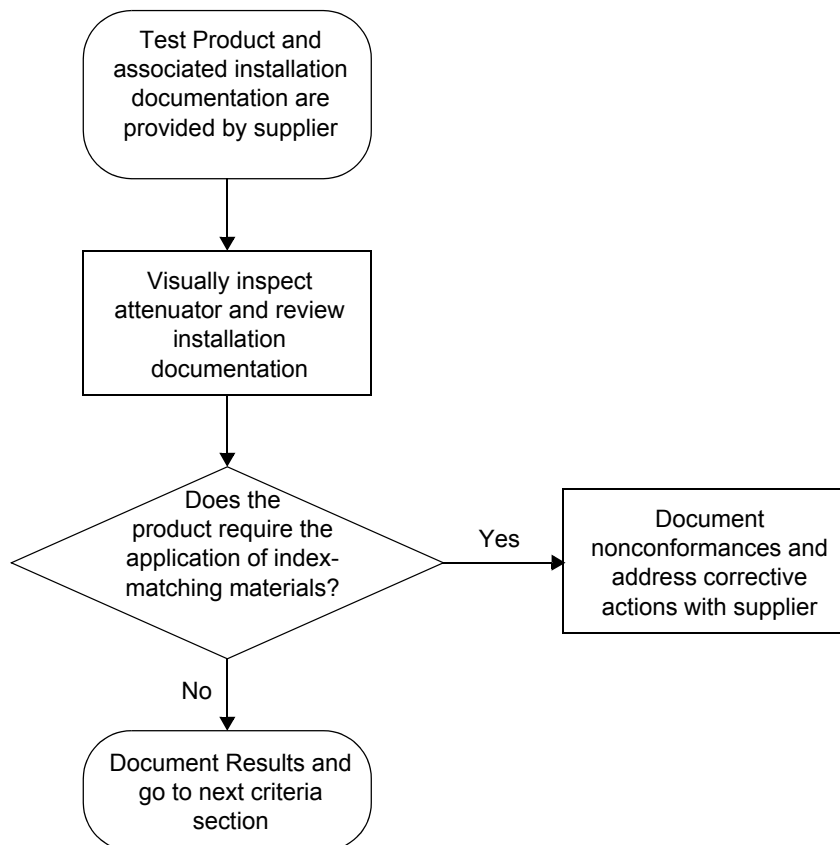 Test Product and
associated installation
documentation are
provided by supplier
Visually inspect
attenuator and review
installation
documentation
Does the
product require the
application of index-
matching materials?
Yes
Document
nonconformances and
address corrective
actions with supplier
No
Document Results and
go to next criteria
section